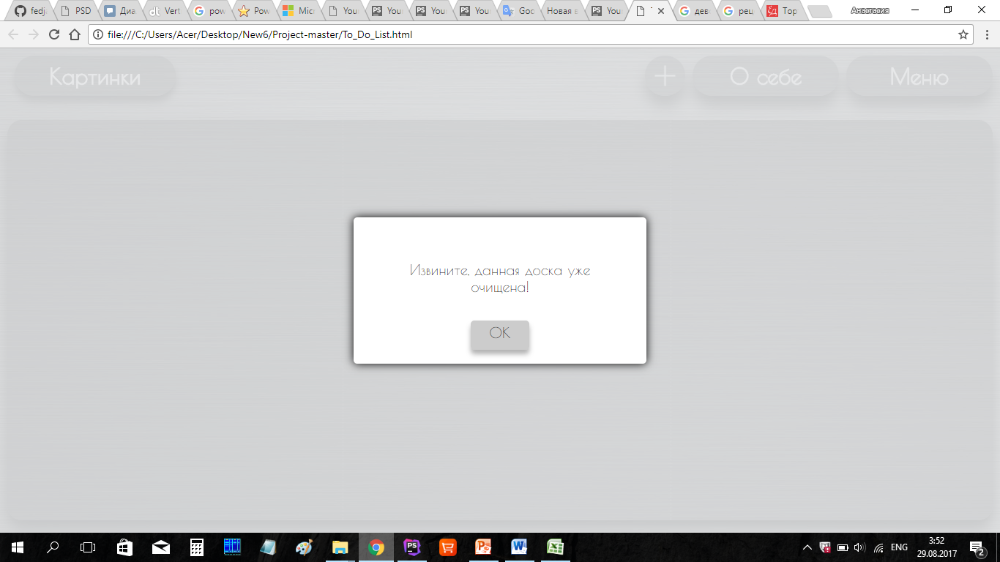 fedj
PSD
Диа
Vert
pow
Pow
Micr
You
You
You
You
Goo
Новая в
You
дев
рец
Тор
Анастасия
file:///C:/Users/Acer/Desktop/New6/Project-master/To_Do_List.html
Картинки
О себе
Меню
Извините, данная доска уже
очищена!
OK
ENG
3:52
29.08.2017
2